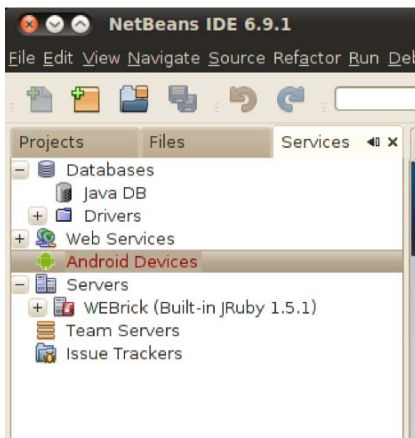 NetBeans IDE 6.9.1
File Edit View Navigate Source Refactor Run
Projects Files Services
Databases
Java DB
Drivers
Web Services
Android Devices
Servers
WEBrick (Built-in JRuby 1.5.1)
Team Servers
Issue Trackers